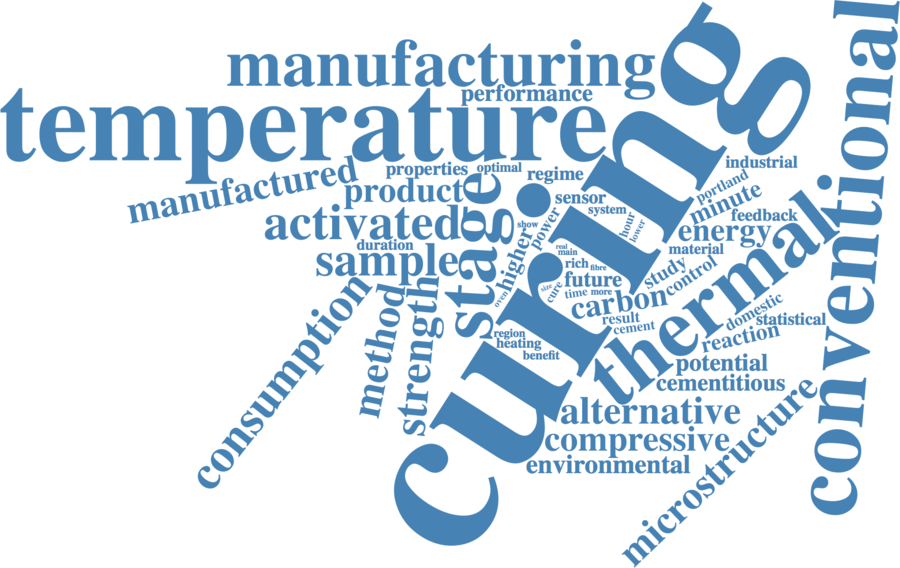 manufacturing
performance
temperature
curing
conventional
manufactured
properties
optimal
regime
industrial
product
stage
sensor
system
portland
minute
feedback
activated
show
power
hour
lower
energy
duration
sample
higher
real
main
material
thermal
rich
fibre
study
control
consumption
method
strength
oven
size
cure
future
time
more
carbon
result
cement
domestic
statistical
region
heating
benefit
reaction
potential
cementitious
alternative
compressive
environmental
microstructure